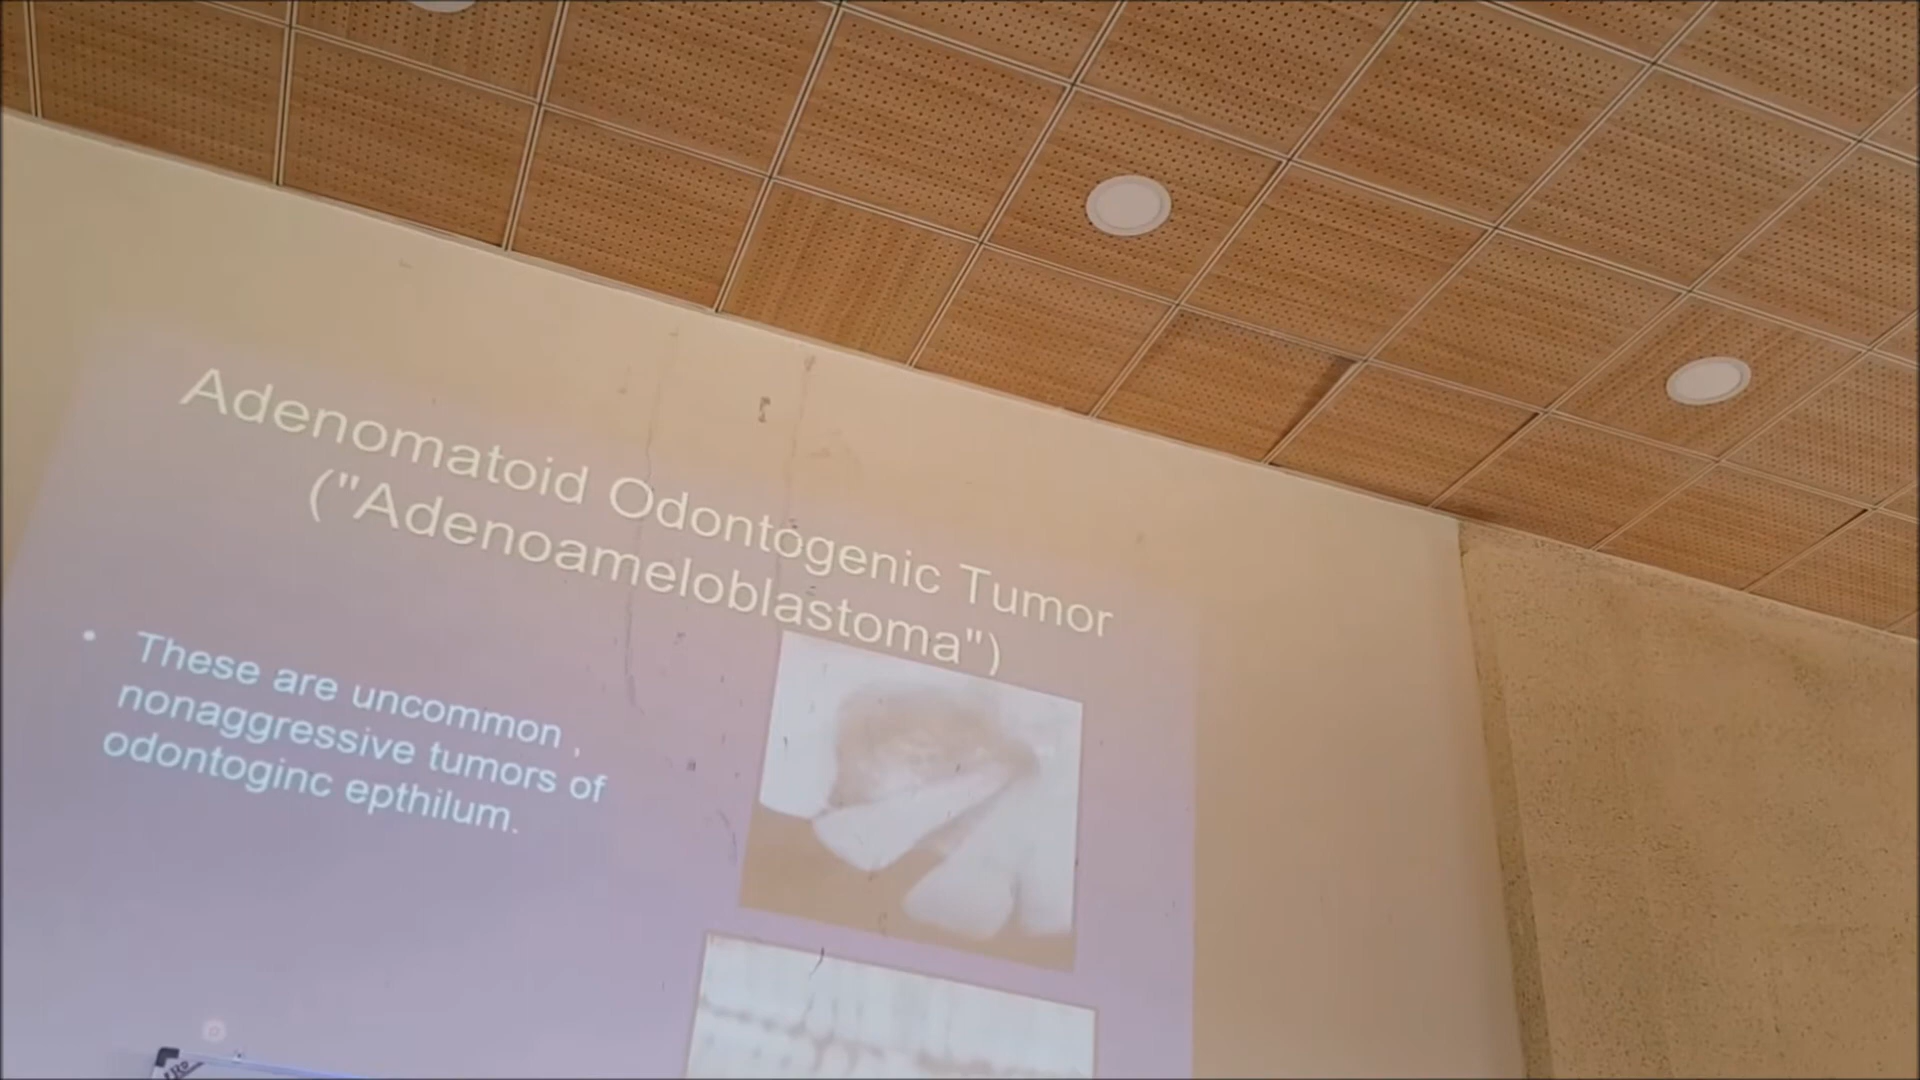 Adenomatoid Odontogenic Tumor
("Adenoameloblastoma")
• These are uncommon ,
nonaggressive tumors of
odontoginc epthilum.